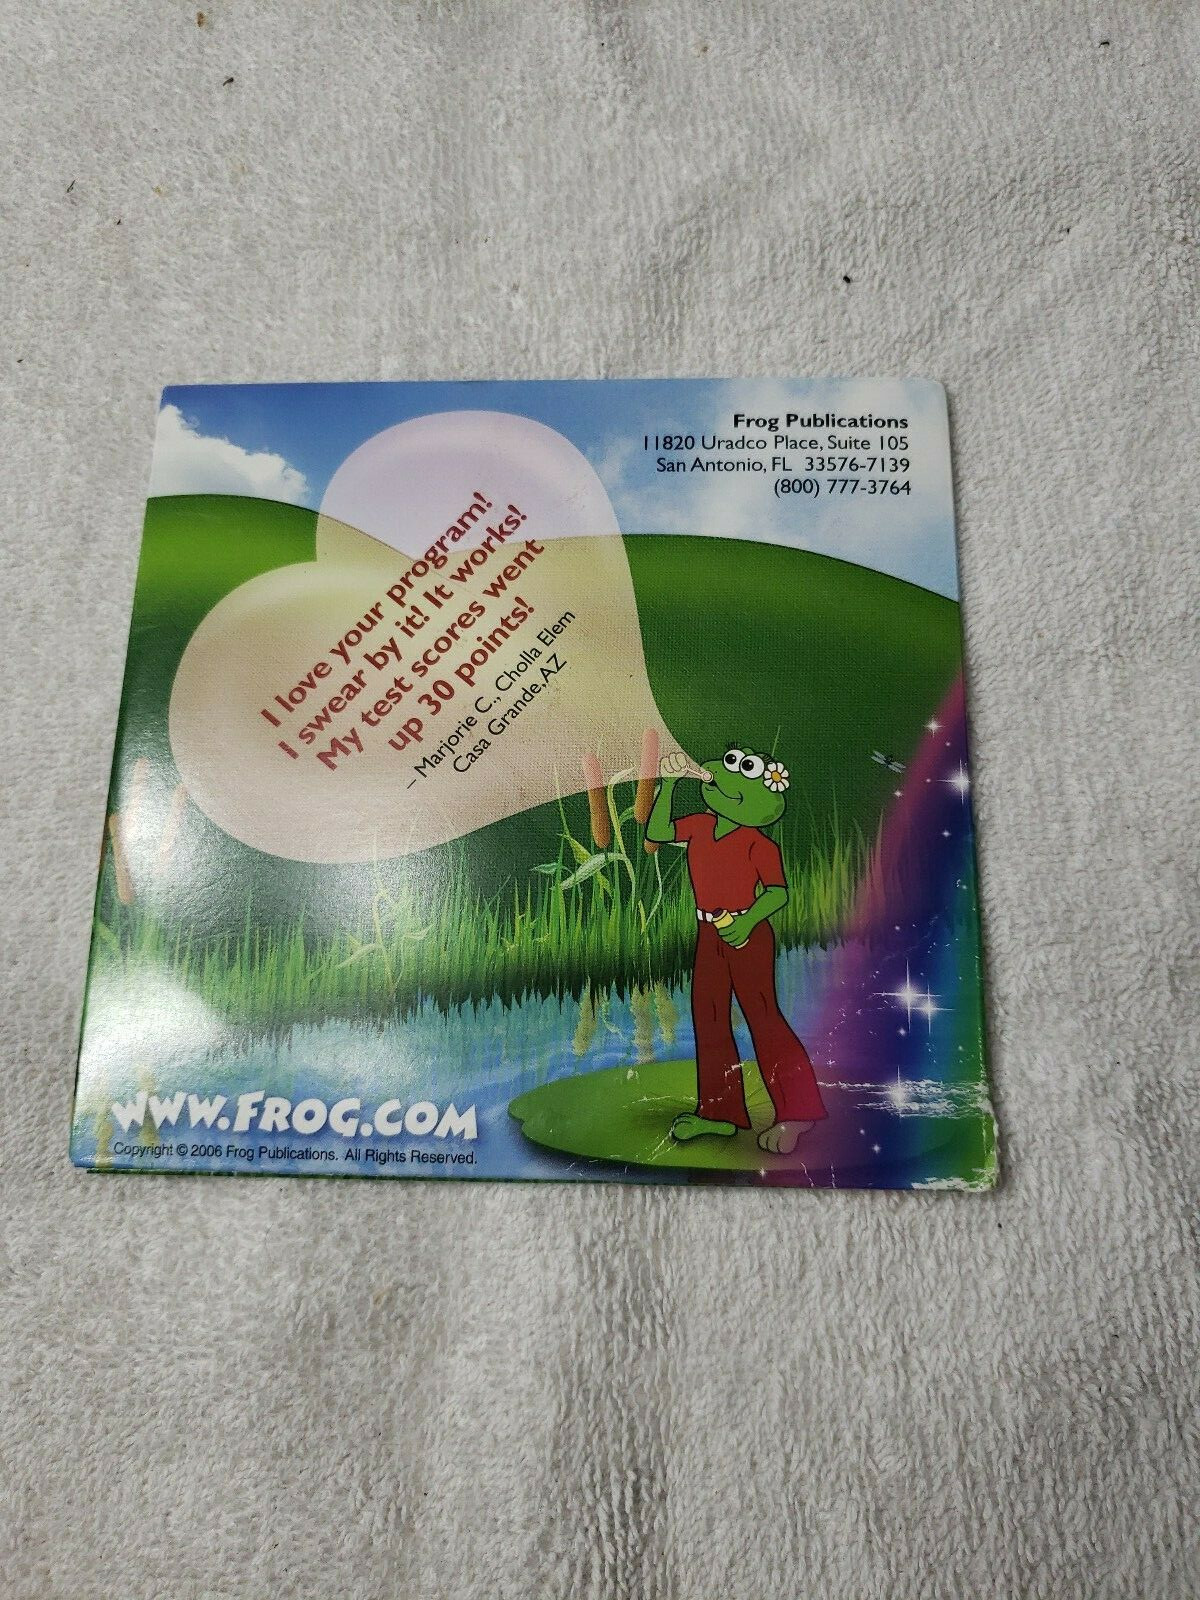 Frog Publications
11820 Uradco Place, Suite 105
San Antonio, FL 33576-7139
(800) 777-3764
I love your program!
I swear by it! It works!
My test scores went
up 30 points!
– Marjorie C., Cholla Elem
Casa Grande, AZ
WWW.FROG.COM
Copyright © 2006 Frog Publications. All Rights Reserved.